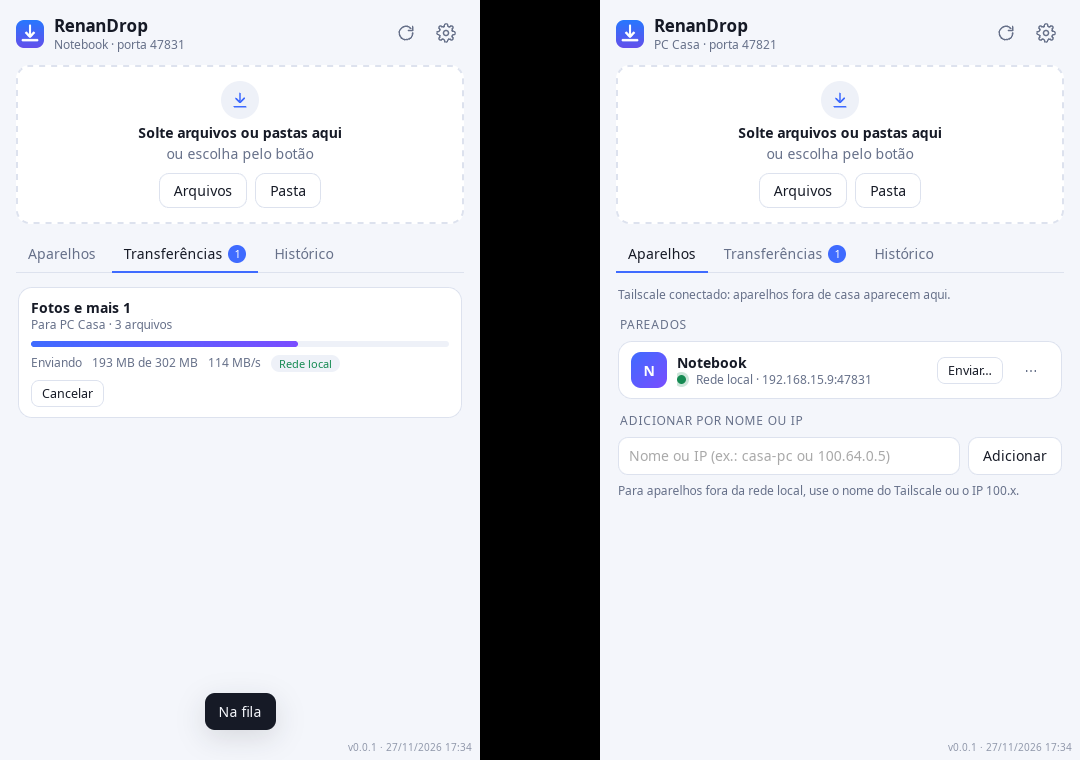 RenanDrop
Notebook · porta 47831
Solte arquivos ou pastas aqui
ou escolha pelo botão
Arquivos Pasta
Aparelhos Transferências 1 Histórico
Fotos e mais 1
Para PC Casa · 3 arquivos
Enviando 193 MB de 302 MB 114 MB/s Rede local
Cancelar
Na fila
v0.0.1 · 27/11/2026 17:34
RenanDrop
PC Casa · porta 47821
Solte arquivos ou pastas aqui
ou escolha pelo botão
Arquivos Pasta
Aparelhos Transferências 1 Histórico
Tailscale conectado: aparelhos fora de casa aparecem aqui.
PAREADOS
N Notebook
Rede local · 192.168.15.9:47831
Enviar... ···
ADICIONAR POR NOME OU IP
Nome ou IP (ex.: casa-pc ou 100.64.0.5) Adicionar
Para aparelhos fora da rede local, use o nome do Tailscale ou o IP 100.x.
v0.0.1 · 27/11/2026 17:34